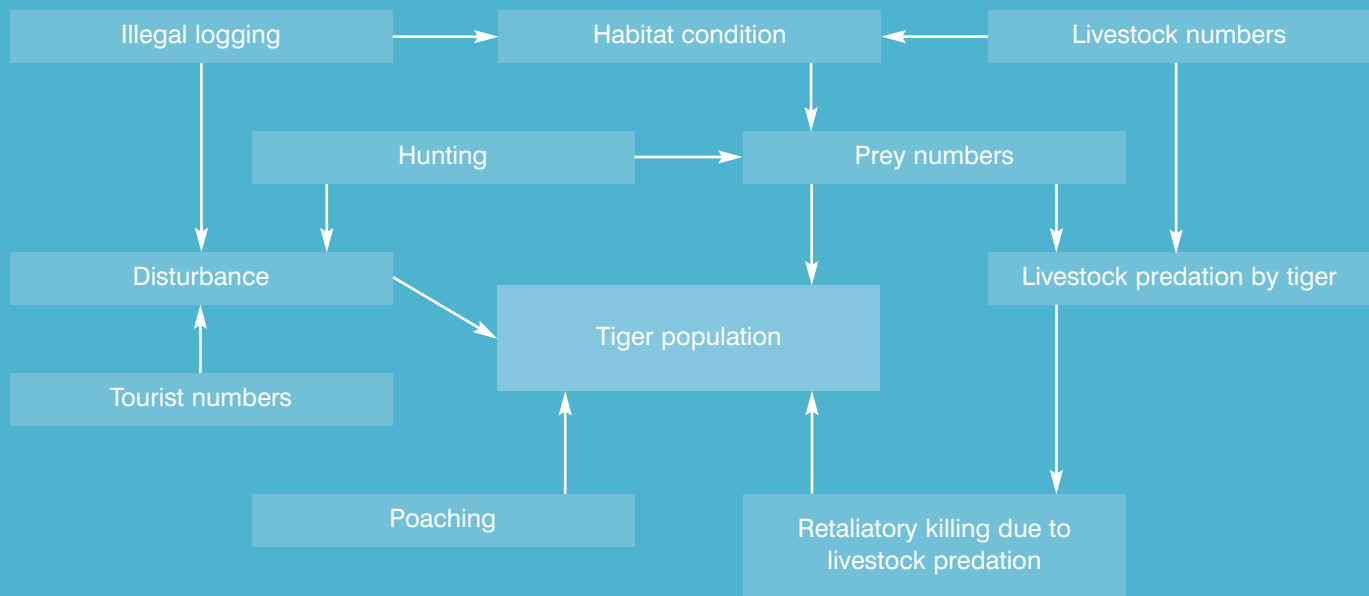 Illegal logging
Habitat condition
Livestock numbers
Hunting
Prey numbers
Disturbance
Livestock predation by tiger
Tiger population
Tourist numbers
Poaching
Retaliatory killing due to
livestock predation